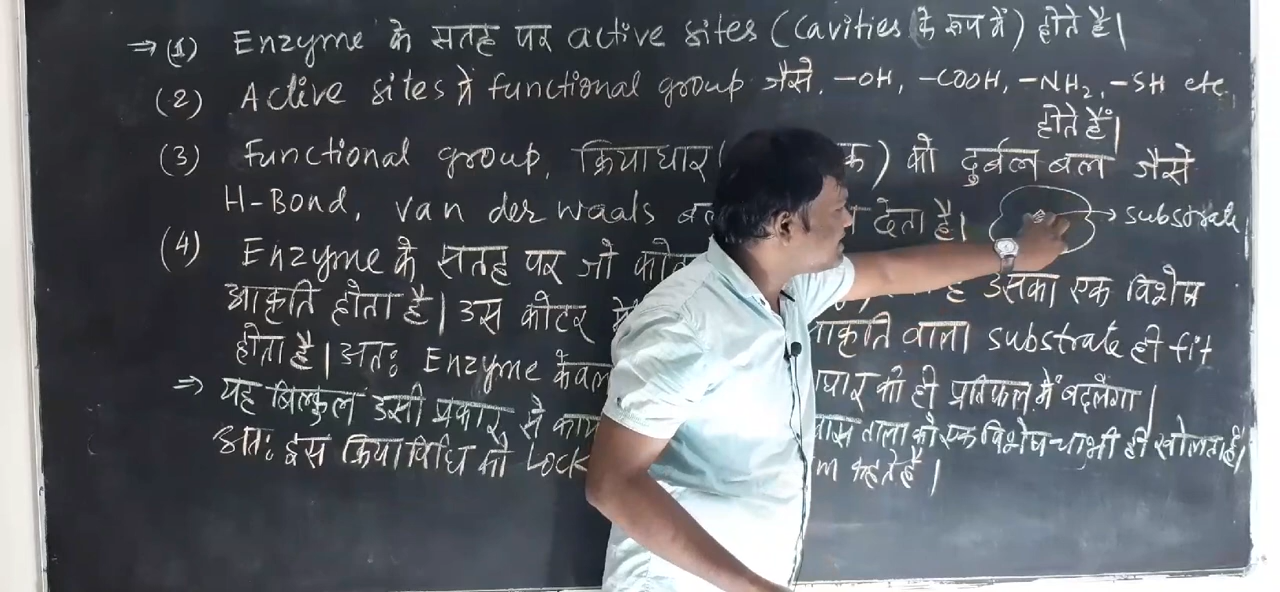 ⇒ (1) Enzyme के सतह पर active sites (cavities के रूप में) होते है।
(2) Active sites में functional group जैसे, -OH, -COOH, -NH₂, -SH etc.
होते हैं।
(3) Functional group, क्रियाधार ( क) को दुर्बल बल जैसे
H-Bond, van der waals देता है।
→ substrate
(4) Enzyme के सतह पर जो उसका एक विशेष
आकृति होता है। उस कोटर में वाला substrate ही fit
होता है। अतः Enzyme केवल की ही प्रतिफल में बदलेगा।
⇒ यह बिल्कुल उसी प्रकार से ताला को एक विशेष चाभी ही खोलता है।
अतः इस क्रियाविधि को Lock कहते हैं।